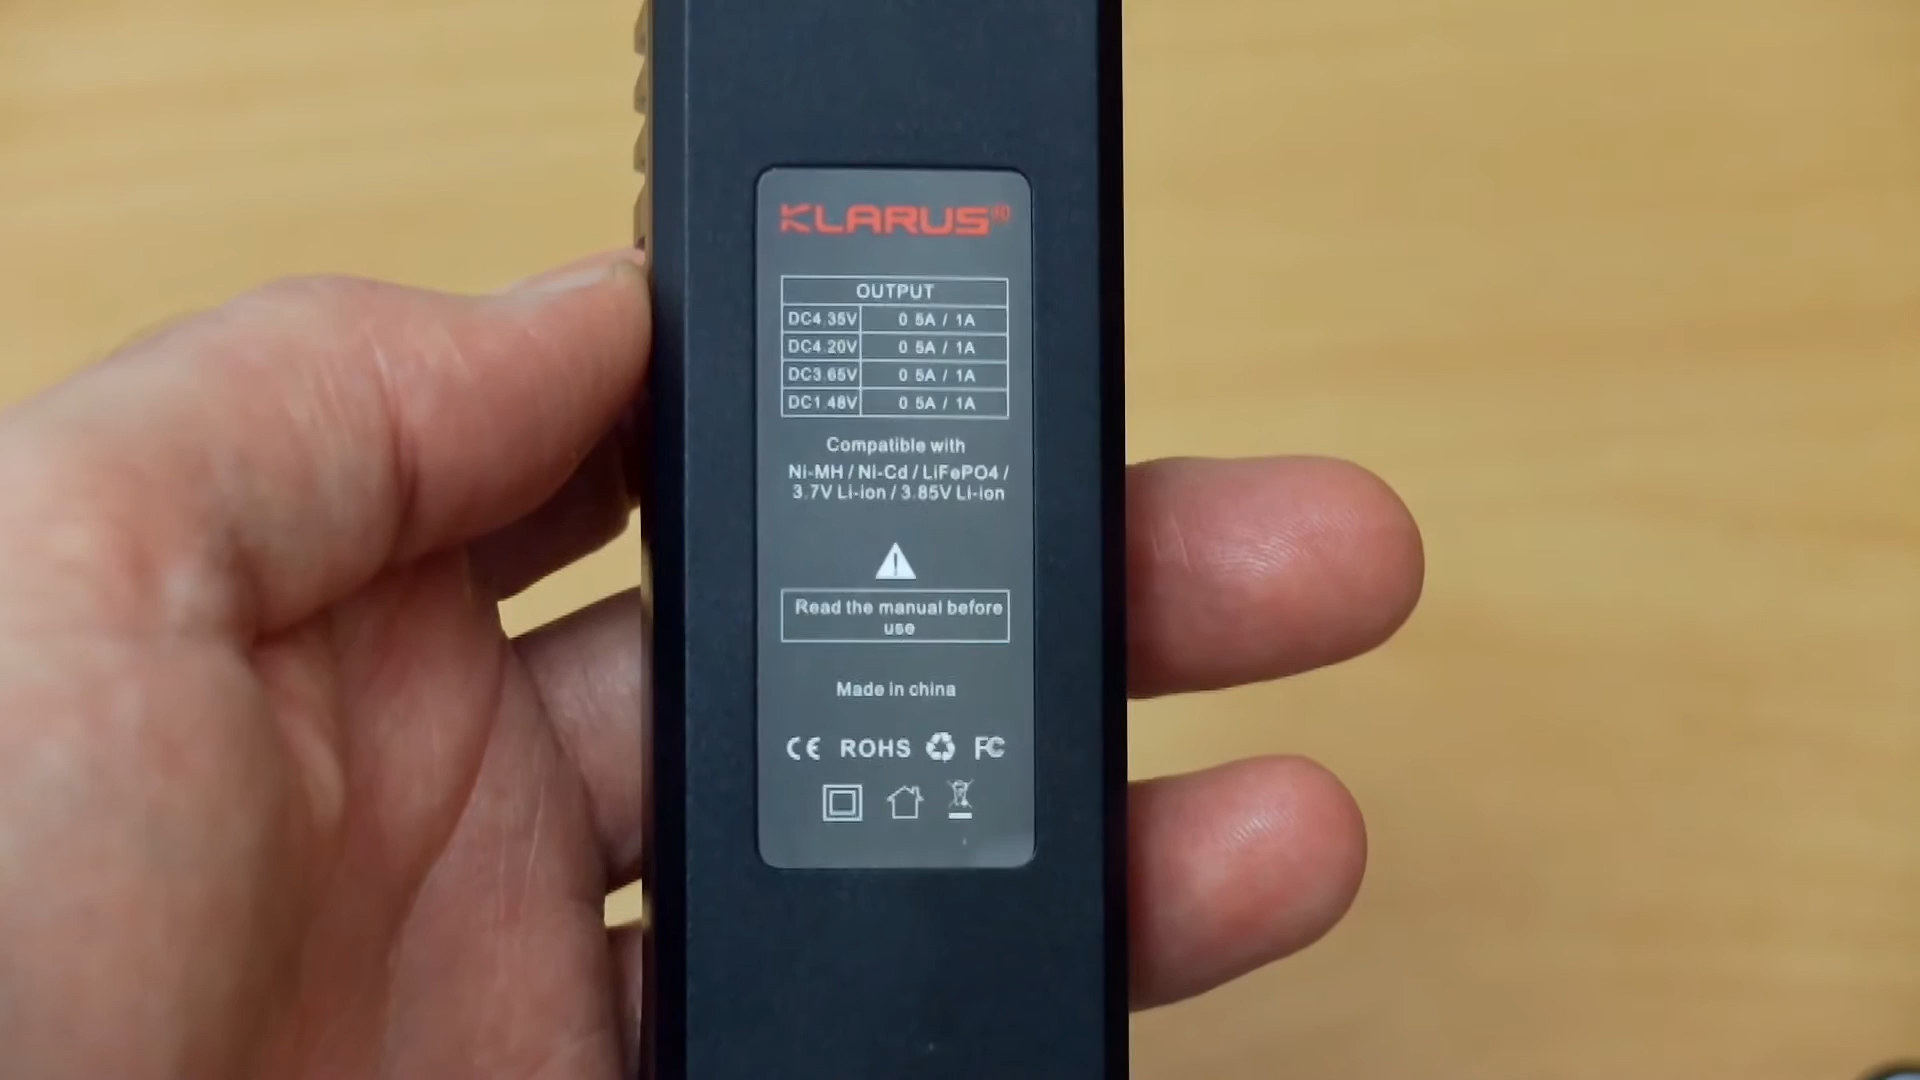 KLARUS
OUTPUT
DC4.35V 0.5A / 1A
DC4.20V 0.5A / 1A
DC3.65V 0.5A / 1A
DC1.48V 0.5A / 1A
Compatible with
Ni-MH / Ni-Cd / LiFePO4 /
3.7V Li-ion / 3.85V Li-ion
Read the manual before
use
Made in china
CE ROHS FC